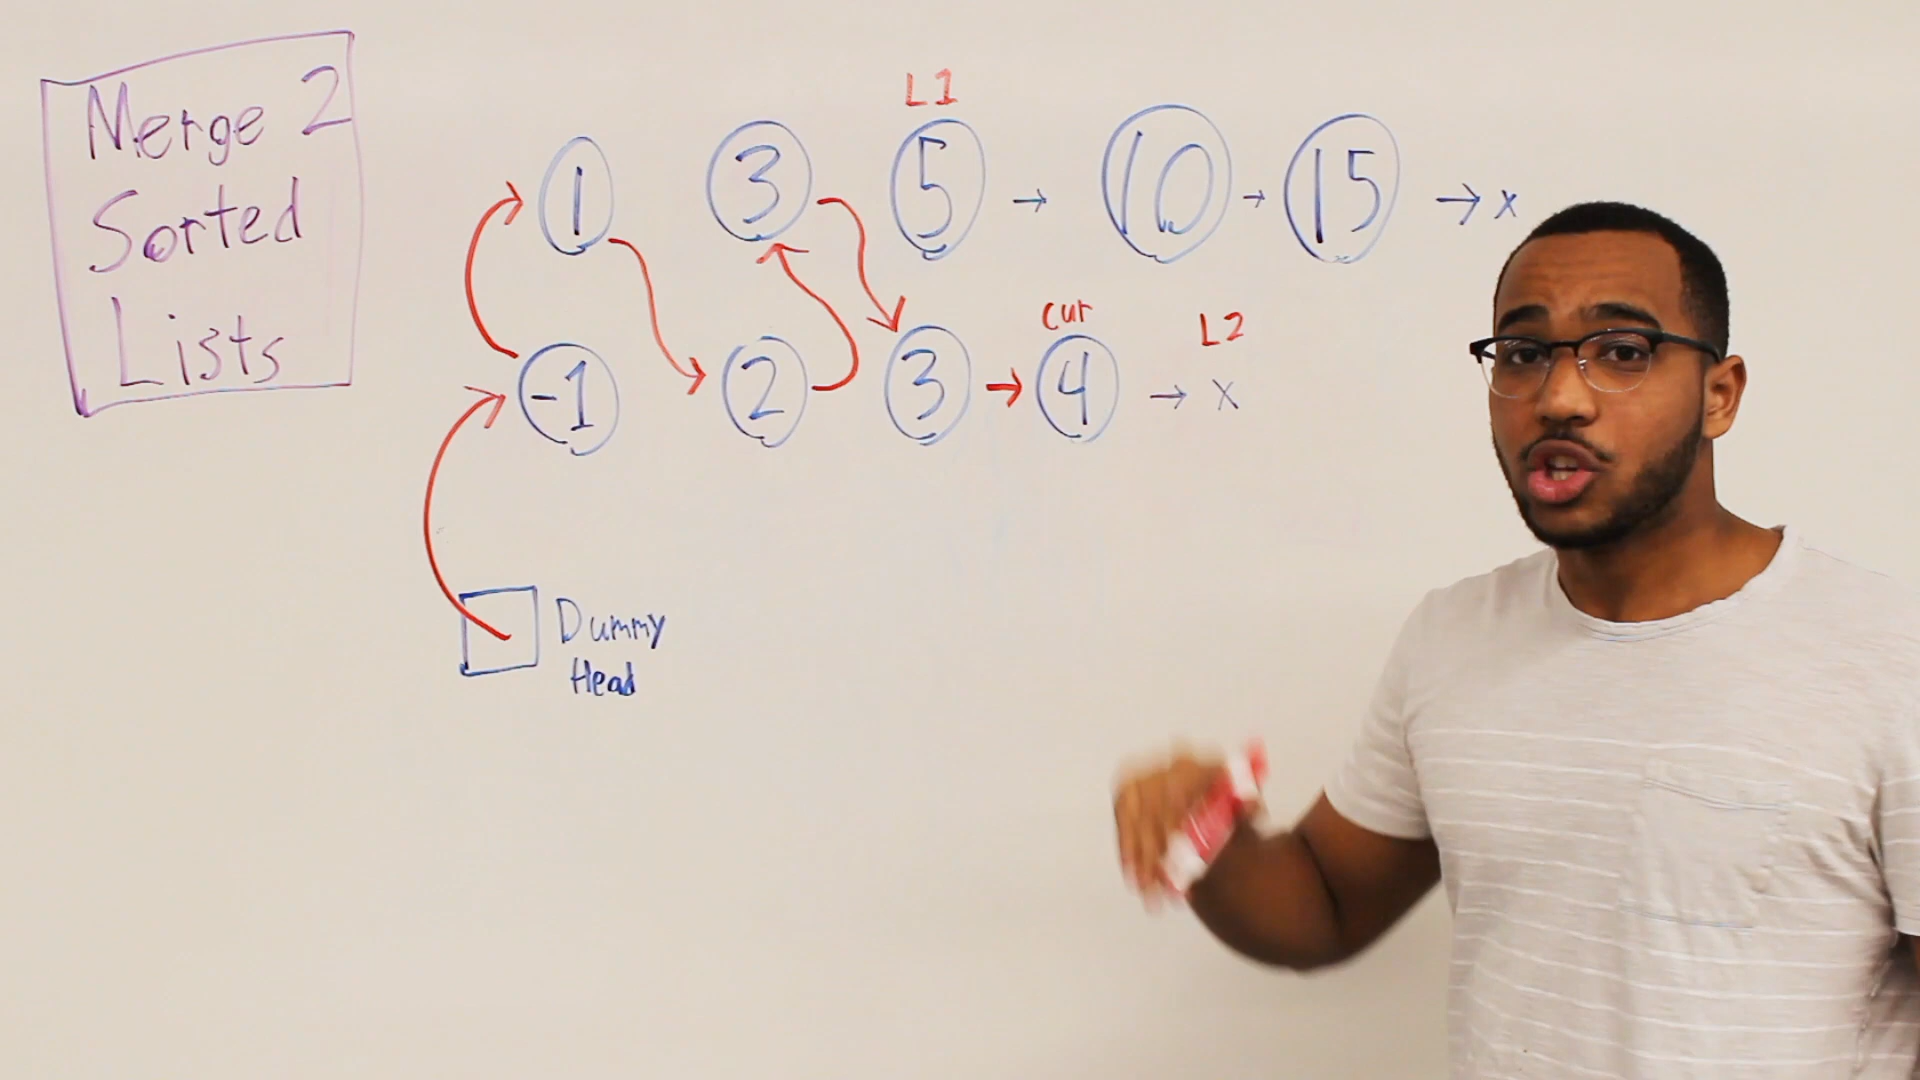 Merge 2
Sorted
Lists
L1
1 3 5 → 10 → 15 → x
cur
L2
-1 2 3 → 4 → x
Dummy
Head